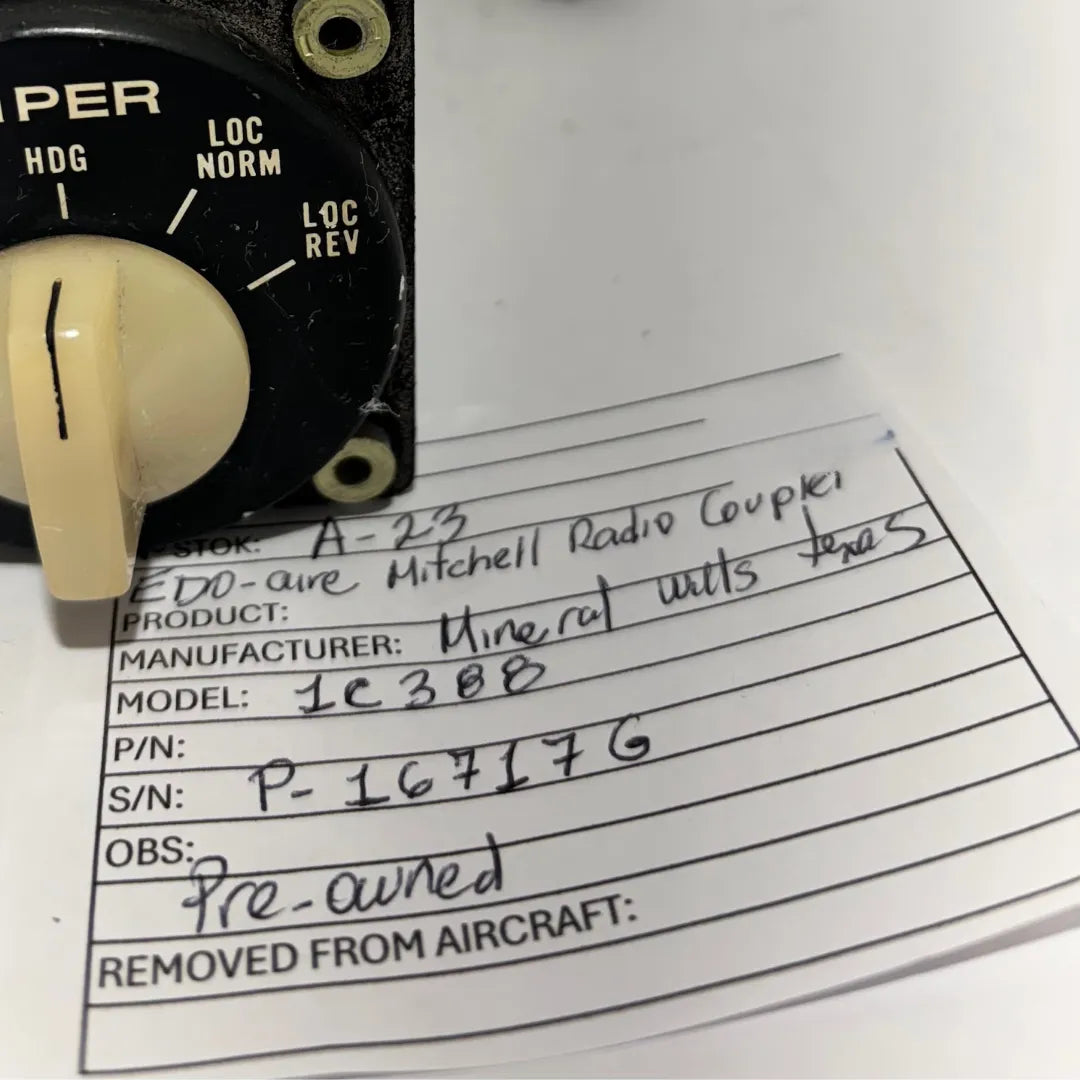 PER
HDG
LOC
NORM
LOC
REV
STOK: A-23
EDO-aire Mitchell Radio Coupler
PRODUCT:
MANUFACTURER: Mineral wells texas
MODEL: 1C388
P/N:
S/N: P-16717G
OBS:
Pre-owned
REMOVED FROM AIRCRAFT: